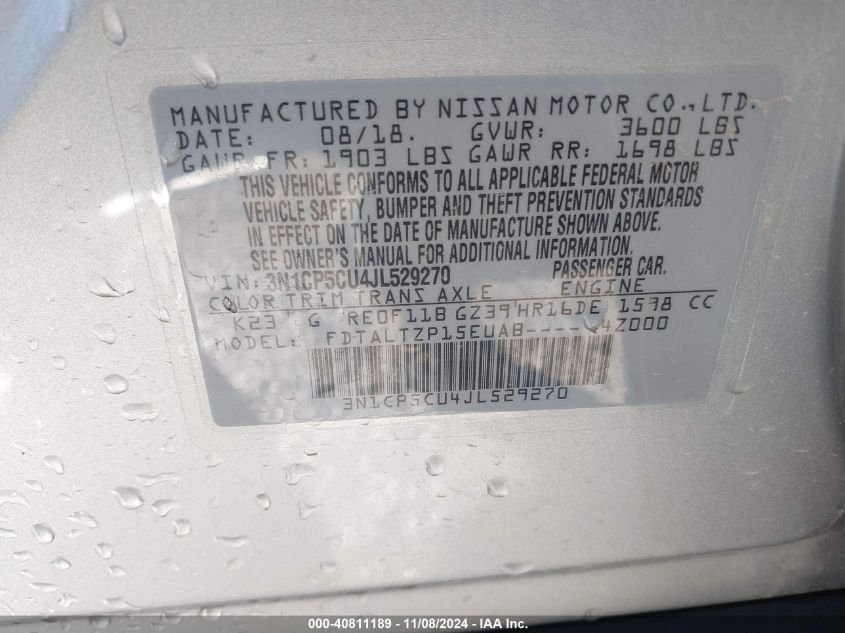 MANUFACTURED BY NISSAN MOTOR CO., LTD.
DATE: 08/18. GVWR: 3600 LBS
GAWR FR: 1903 LBS GAWR RR: 1698 LBS
THIS VEHICLE CONFORMS TO ALL APPLICABLE FEDERAL MOTOR
VEHICLE SAFETY, BUMPER AND THEFT PREVENTION STANDARDS
IN EFFECT ON THE DATE OF MANUFACTURE SHOWN ABOVE.
SEE OWNER'S MANUAL FOR ADDITIONAL INFORMATION.
VIN: 3N1CP5CU4JL529270 PASSENGER CAR.
COLOR TRIM TRANS AXLE ENGINE
K23 G RE0F11B GZ39 HR16DE 1598 CC
MODEL: FDTALTZP15EUAB---- 4Z000
3N1CP5CU4JL529270
000-40811189 - 11/08/2024 - IAA Inc.